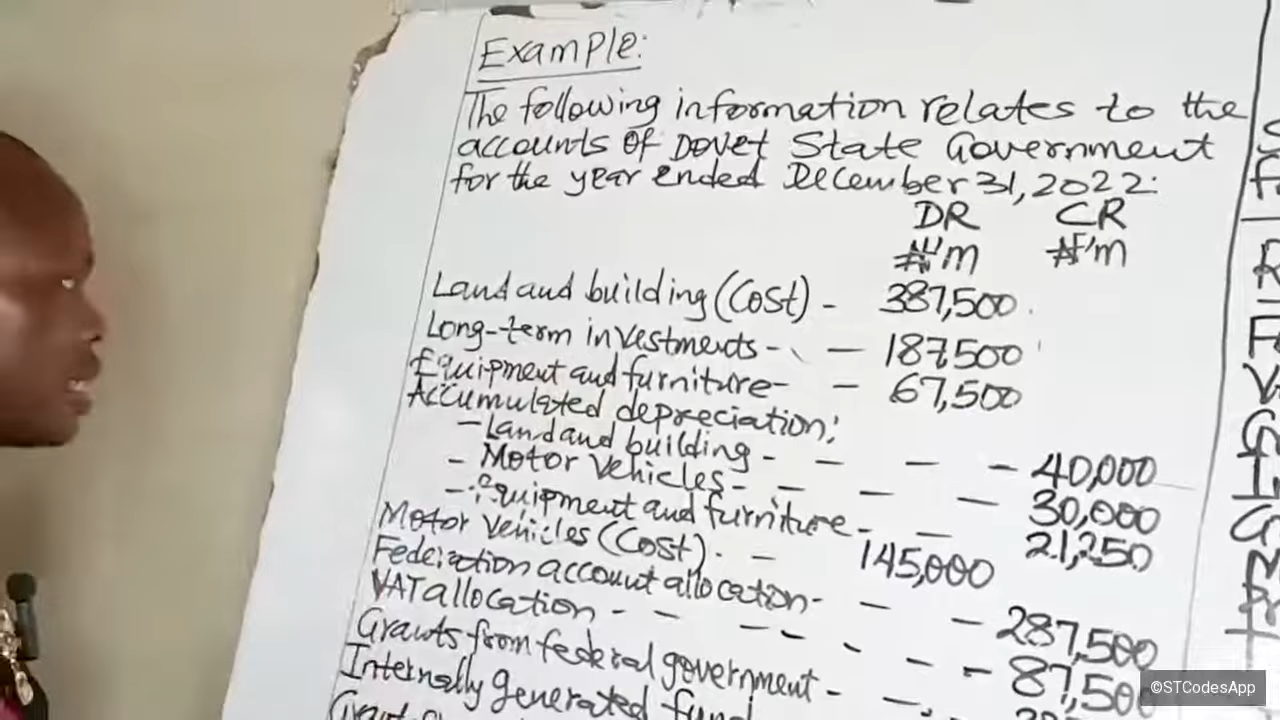 Example:
The following information relates to the
accounts of Dovet State Government
for the year ended December 31, 2022:
DR CR
₦'m ₦'m
Land and building (Cost) - 387,500
Long-term investments - - 187,500
Equipment and furniture - - 67,500
Accumulated depreciation:
- Land and building - - - - 40,000
- Motor Vehicles - - - - 30,000
- Equipment and furniture - - 21,250
Motor Vehicles (Cost) - - 145,000
Federation account allocation - - - 287,500
VAT allocation - - - - - - - 87,500
Grants from federal government - -
Internally generated fund
©STCodesApp